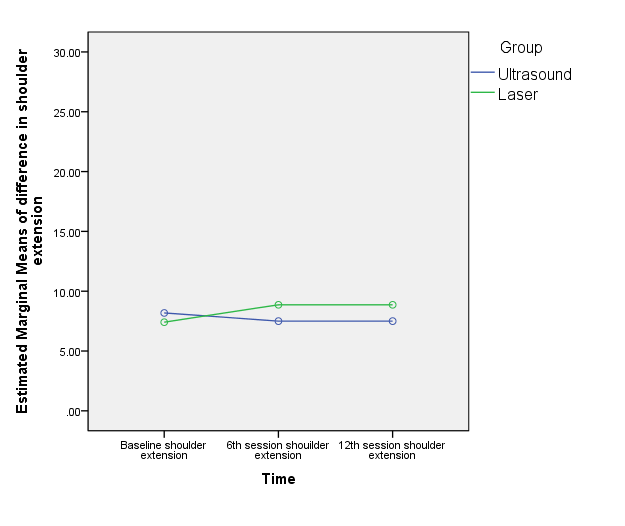 Estimated Marginal Means of difference in shoulder
extension
30.00
25.00
20.00
15.00
10.00
5.00
.00
Baseline shoulder
extension
6th session shouilder
extension
12th session shoulder
extension
Time
Group
Ultrasound
Laser